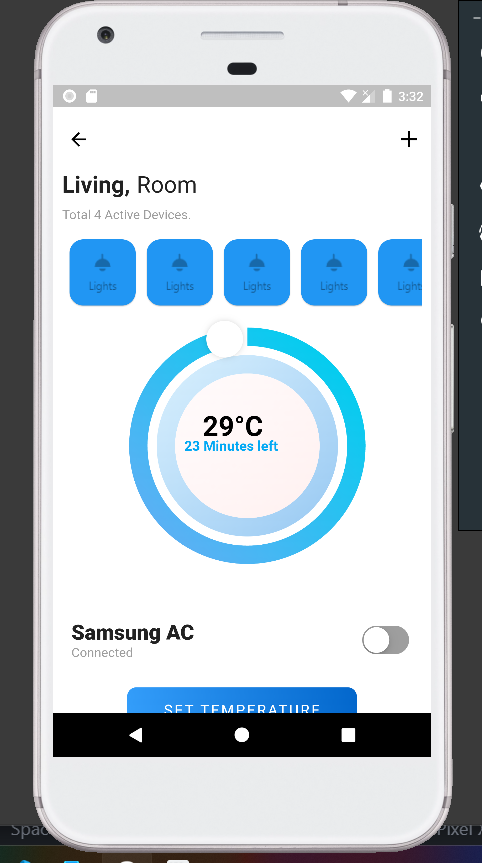 3:32
Living, Room
Total 4 Active Devices.
Lights Lights Lights Lights Light
29°C
23 Minutes left
Samsung AC
Connected
SET TEMPERATURE
Spac
Pixel